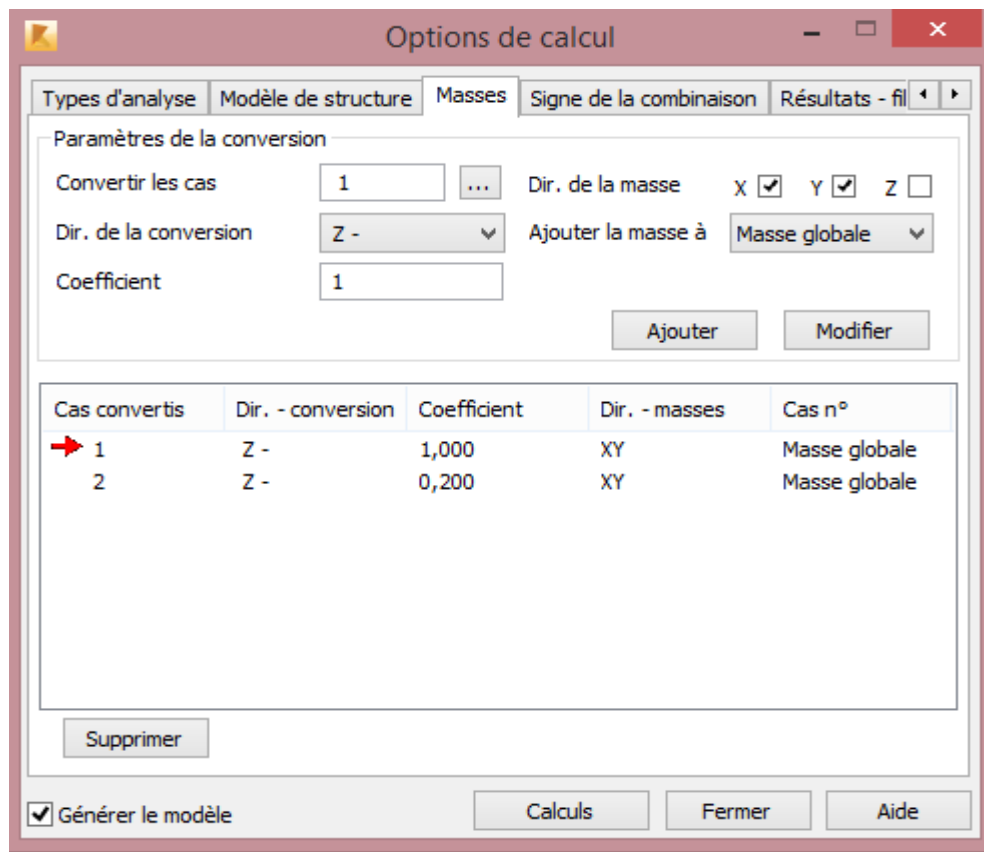 Options de calcul
Types d'analyse Modèle de structure Masses Signe de la combinaison Résultats - fil
Paramètres de la conversion
Convertir les cas 1 ... Dir. de la masse X Y Z
Dir. de la conversion Z - Ajouter la masse à Masse globale
Coefficient 1
Ajouter Modifier
Cas convertis Dir. - conversion Coefficient Dir. - masses Cas n°
1 Z - 1,000 XY Masse globale
2 Z - 0,200 XY Masse globale
Supprimer
Générer le modèle Calculs Fermer Aide